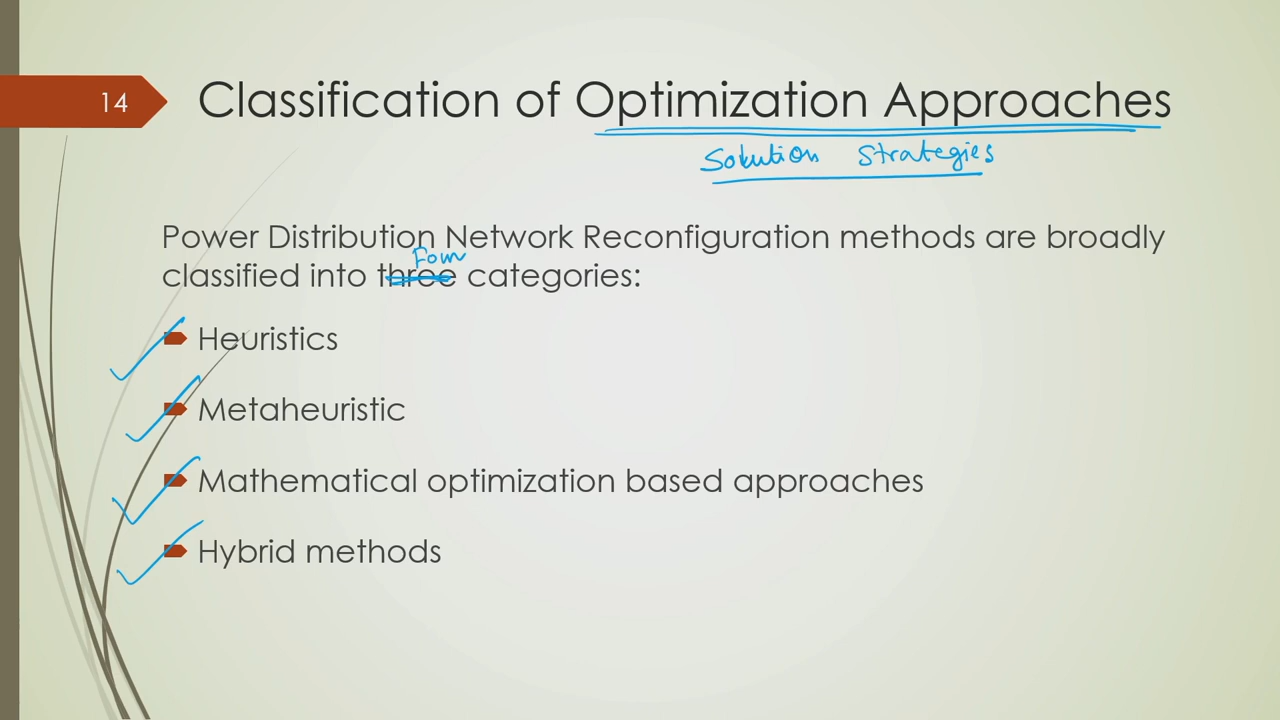 14
Classification of Optimization Approaches
Solution Strategies
Power Distribution Network Reconfiguration methods are broadly
Four
classified into three categories:
Heuristics
Metaheuristic
Mathematical optimization based approaches
Hybrid methods